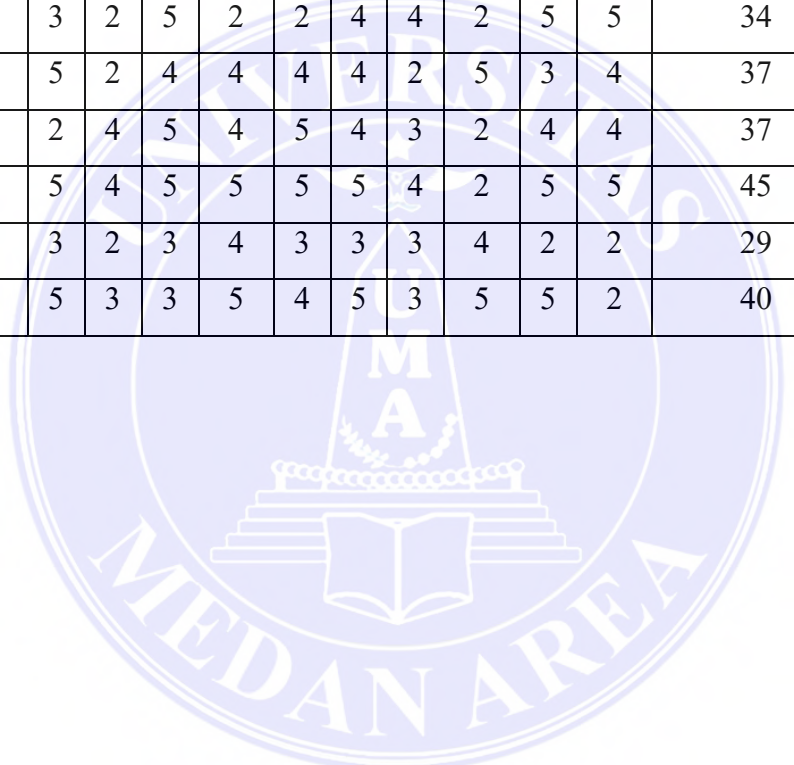 3 2 5 2 2 4 4 2 5 5 34
5 2 4 4 4 4 2 5 3 4 37
2 4 5 4 5 4 3 2 4 4 37
5 4 5 5 5 5 4 2 5 5 45
3 2 3 4 3 3 3 4 2 2 29
5 3 3 5 4 5 3 5 5 2 40
UNIVERSITAS
U
M
A
MEDAN AREA